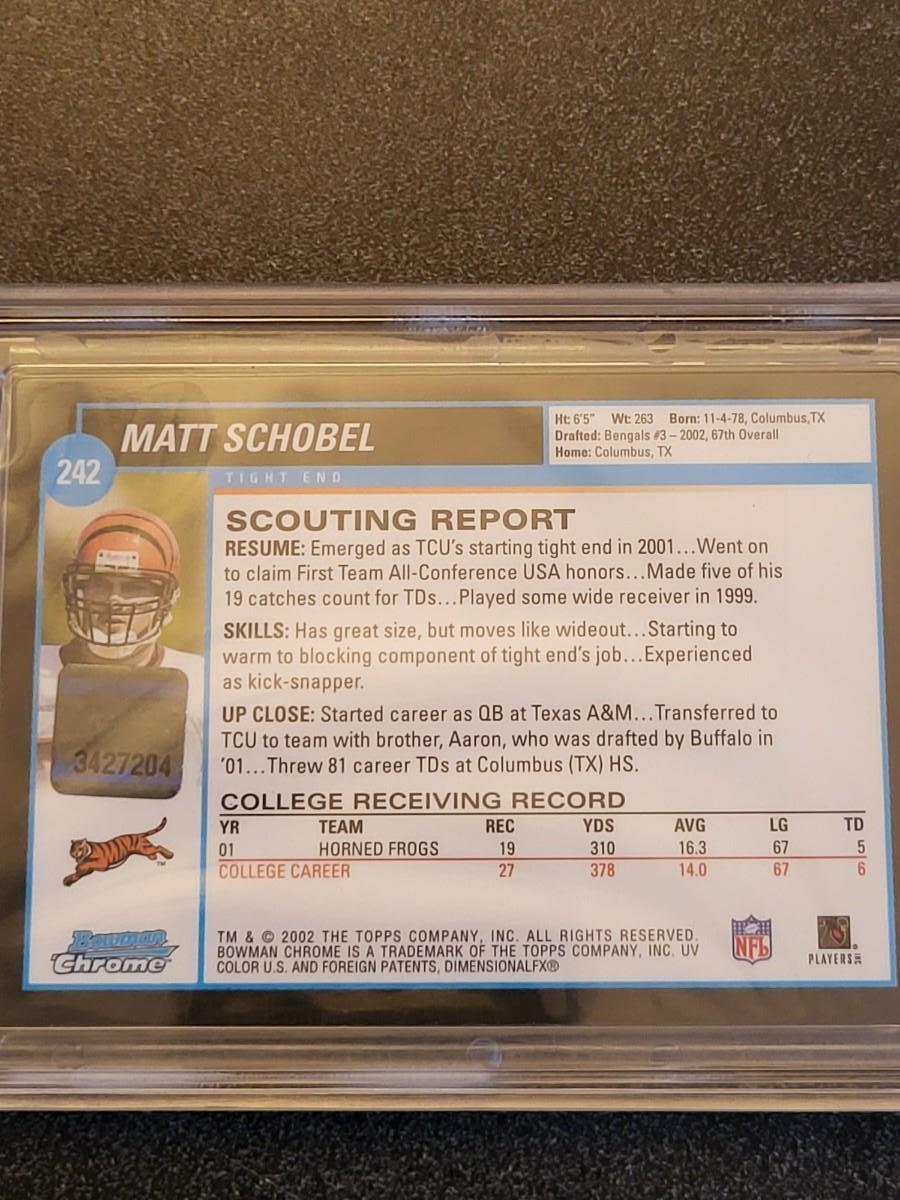 MATT SCHOBEL
Ht: 6'5" Wt: 263 Born: 11-4-78, Columbus,TX
Drafted: Bengals #3 – 2002, 67th Overall
Home: Columbus, TX
242
TIGHT END
SCOUTING REPORT
RESUME: Emerged as TCU's starting tight end in 2001...Went on
to claim First Team All-Conference USA honors...Made five of his
19 catches count for TDs...Played some wide receiver in 1999.
SKILLS: Has great size, but moves like wideout...Starting to
warm to blocking component of tight end's job...Experienced
as kick-snapper.
UP CLOSE: Started career as QB at Texas A&M...Transferred to
TCU to team with brother, Aaron, who was drafted by Buffalo in
'01...Threw 81 career TDs at Columbus (TX) HS.
3427204
COLLEGE RECEIVING RECORD
YR TEAM REC YDS AVG LG TD
01 HORNED FROGS 19 310 16.3 67 5
COLLEGE CAREER 27 378 14.0 67 6
TM
Bowman
Chrome
TM & © 2002 THE TOPPS COMPANY, INC. ALL RIGHTS RESERVED.
BOWMAN CHROME IS A TRADEMARK OF THE TOPPS COMPANY, INC. UV
COLOR U.S. AND FOREIGN PATENTS, DIMENSIONALFX®
NFL
PLAYERS INC